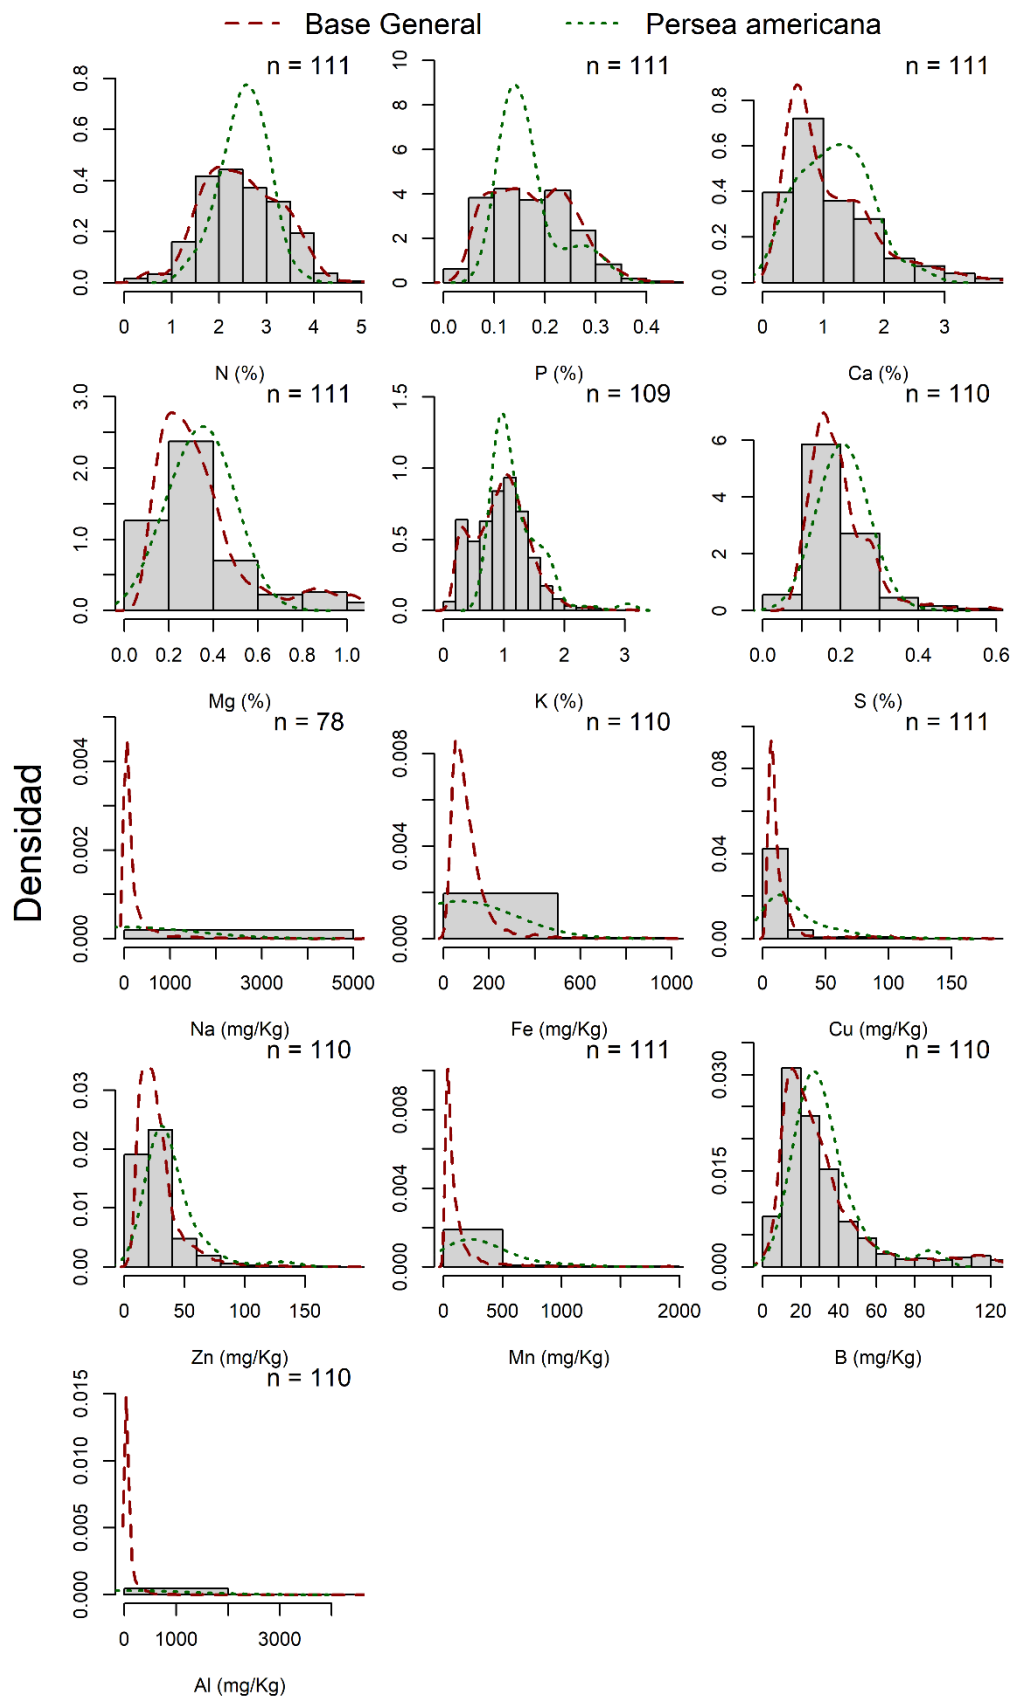 Base General Persea americana
n = 111 n = 111 n = 111
0.0 0.2 0.4 0.6 0.8
0 2 4 6 8 10
0.0 0.2 0.4 0.6 0.8
0 1 2 3 4 5
0.0 0.1 0.2 0.3 0.4
0 1 2 3
N (%) P (%) Ca (%)
n = 111 n = 109 n = 110
0.0 1.0 2.0 3.0
0.0 0.5 1.0 1.5
0 2 4 6
0.0 0.2 0.4 0.6 0.8 1.0
0 1 2 3
0.0 0.2 0.4 0.6
Mg (%) K (%) S (%)
n = 78 n = 110 n = 111
Densidad
0.000 0.002 0.004
0.000 0.004 0.008
0.00 0.04 0.08
0 1000 3000 5000
0 200 600 1000
0 50 100 150
Na (mg/Kg) Fe (mg/Kg) Cu (mg/Kg)
n = 110 n = 111 n = 110
0.00 0.01 0.02 0.03
0.000 0.004 0.008
0.000 0.015 0.030
0 50 100 150
0 500 1000 2000
0 20 40 60 80 120
Zn (mg/Kg) Mn (mg/Kg) B (mg/Kg)
n = 110
0.000 0.005 0.010 0.015
0 1000 3000
Al (mg/Kg)